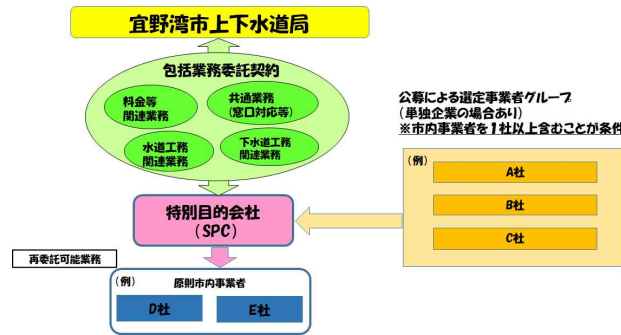 宜野湾市上下水道局
包括業務委託契約
料金等
関連業務
共通業務
(窓口対応等)
水道工務
関連業務
下水道工務
関連業務
公募による選定事業者グループ
(単独企業の場合あり)
※市内事業者を1社以上含むことが条件
(例)
A社
B社
C社
特別目的会社
(SPC)
再委託可能業務
(例)
原則市内事業者
D社
E社